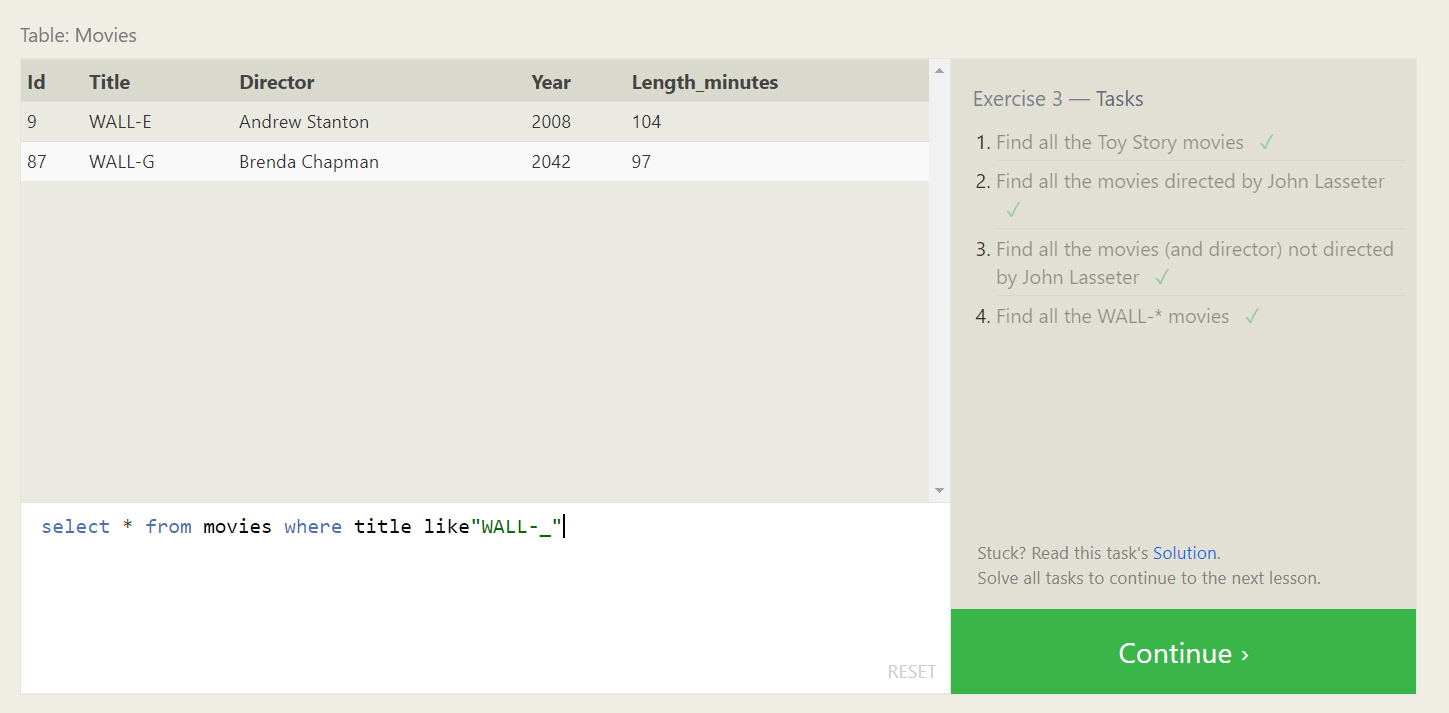 Table: Movies
Id Title Director Year Length_minutes
9 WALL-E Andrew Stanton 2008 104
87 WALL-G Brenda Chapman 2042 97
select * from movies where title like"WALL-_"
RESET
Exercise 3 — Tasks
1. Find all the Toy Story movies ✓
2. Find all the movies directed by John Lasseter
✓
3. Find all the movies (and director) not directed
by John Lasseter ✓
4. Find all the WALL-* movies ✓
Stuck? Read this task's Solution.
Solve all tasks to continue to the next lesson.
Continue ›